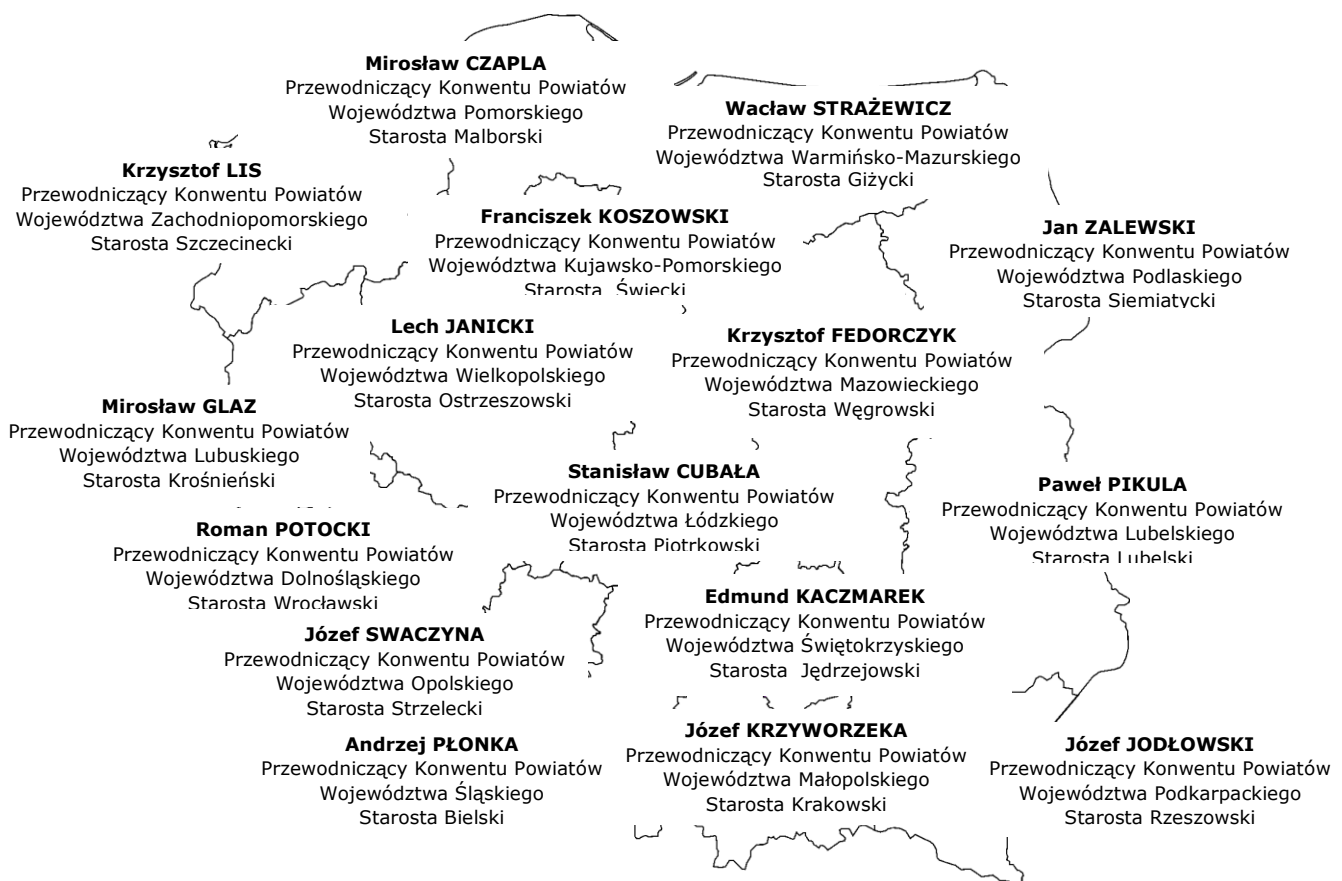 Mirosław CZAPLA
Przewodniczący Konwentu Powiatów
Województwa Pomorskiego
Starosta Malborski
Wacław STRAŻEWICZ
Przewodniczący Konwentu Powiatów
Województwa Warmińsko-Mazurskiego
Starosta Giżycki
Krzysztof LIS
Przewodniczący Konwentu Powiatów
Województwa Zachodniopomorskiego
Starosta Szczecinecki
Franciszek KOSZOWSKI
Przewodniczący Konwentu Powiatów
Województwa Kujawsko-Pomorskiego
Starosta Świecki
Jan ZALEWSKI
Przewodniczący Konwentu Powiatów
Województwa Podlaskiego
Starosta Siemiatycki
Lech JANICKI
Przewodniczący Konwentu Powiatów
Województwa Wielkopolskiego
Starosta Ostrzeszowski
Krzysztof FEDORCZYK
Przewodniczący Konwentu Powiatów
Województwa Mazowieckiego
Starosta Węgrowski
Mirosław GLAZ
Przewodniczący Konwentu Powiatów
Województwa Lubuskiego
Starosta Krośnieński
Stanisław CUBAŁA
Przewodniczący Konwentu Powiatów
Województwa Łódzkiego
Starosta Piotrkowski
Paweł PIKULA
Przewodniczący Konwentu Powiatów
Województwa Lubelskiego
Starosta Lubelski
Roman POTOCKI
Przewodniczący Konwentu Powiatów
Województwa Dolnośląskiego
Starosta Wrocławski
Edmund KACZMAREK
Przewodniczący Konwentu Powiatów
Województwa Świętokrzyskiego
Starosta Jędrzejowski
Józef SWACZYNA
Przewodniczący Konwentu Powiatów
Województwa Opolskiego
Starosta Strzelecki
Józef KRZYWORZEKA
Przewodniczący Konwentu Powiatów
Województwa Małopolskiego
Starosta Krakowski
Andrzej PŁONKA
Przewodniczący Konwentu Powiatów
Województwa Śląskiego
Starosta Bielski
Józef JODŁOWSKI
Przewodniczący Konwentu Powiatów
Województwa Podkarpackiego
Starosta Rzeszowski